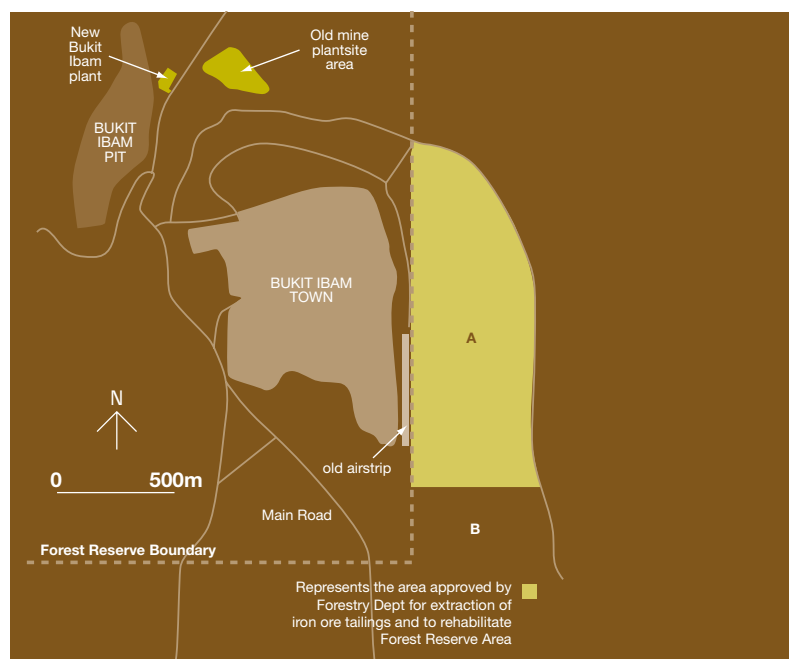 New
Bukit
Ibam
plant
Old mine
plantsite
area
BUKIT
IBAM
PIT
BUKIT IBAM
TOWN
A
N
0 500m
old airstrip
Main Road
B
Forest Reserve Boundary
Represents the area approved by
Forestry Dept for extraction of
iron ore tailings and to rehabilitate
Forest Reserve Area